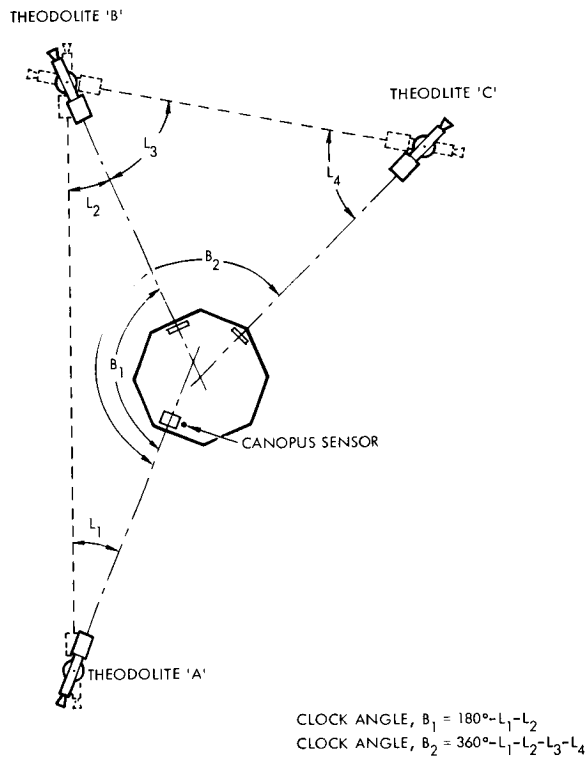 THEODOLITE 'B'
THEODLITE 'C'
L3
L4
L2
B2
B1
CANOPUS SENSOR
L1
THEODOLITE 'A'
CLOCK ANGLE, B1 = 180°-L1-L2
CLOCK ANGLE, B2 = 360°-L1-L2-L3-L4